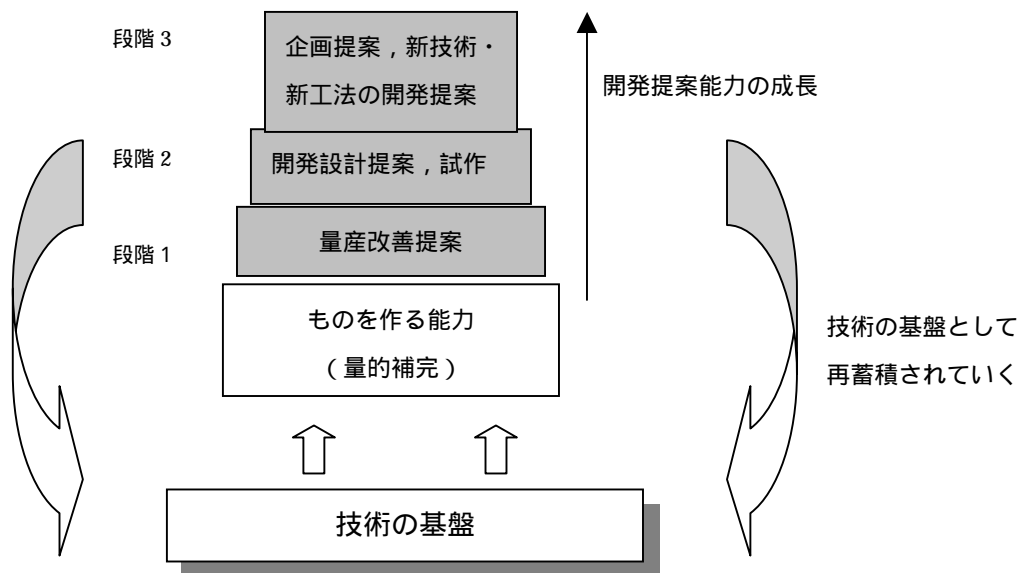 段階 3
企画提案，新技術・
新工法の開発提案
開発提案能力の成長
段階 2
開発設計提案，試作
段階 1
量産改善提案
ものを作る能力
（量的補完）
技術の基盤として
再蓄積されていく
技術の基盤